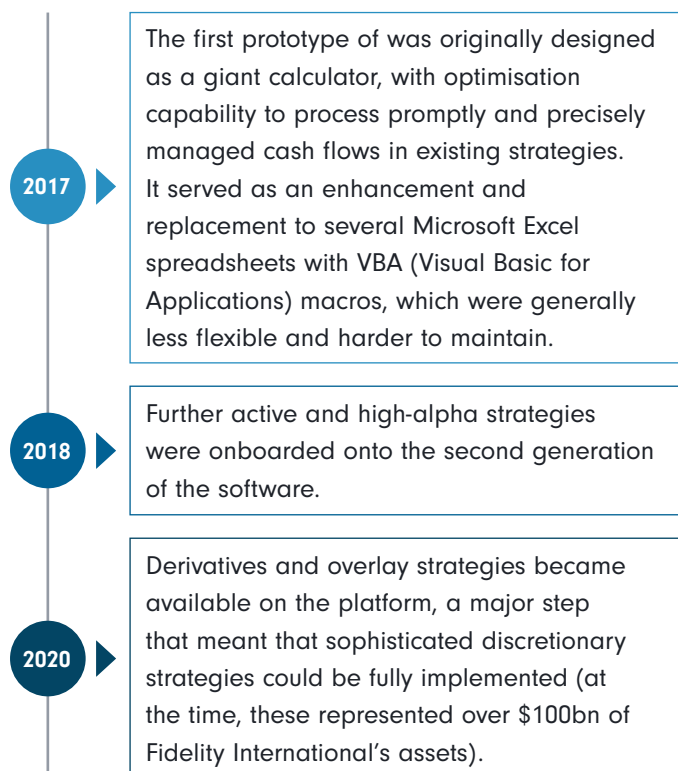 2017
The first prototype of was originally designed
as a giant calculator, with optimisation
capability to process promptly and precisely
managed cash flows in existing strategies.
It served as an enhancement and
replacement to several Microsoft Excel
spreadsheets with VBA (Visual Basic for
Applications) macros, which were generally
less flexible and harder to maintain.
2018
Further active and high-alpha strategies
were onboarded onto the second generation
of the software.
2020
Derivatives and overlay strategies became
available on the platform, a major step
that meant that sophisticated discretionary
strategies could be fully implemented (at
the time, these represented over $100bn of
Fidelity International’s assets).